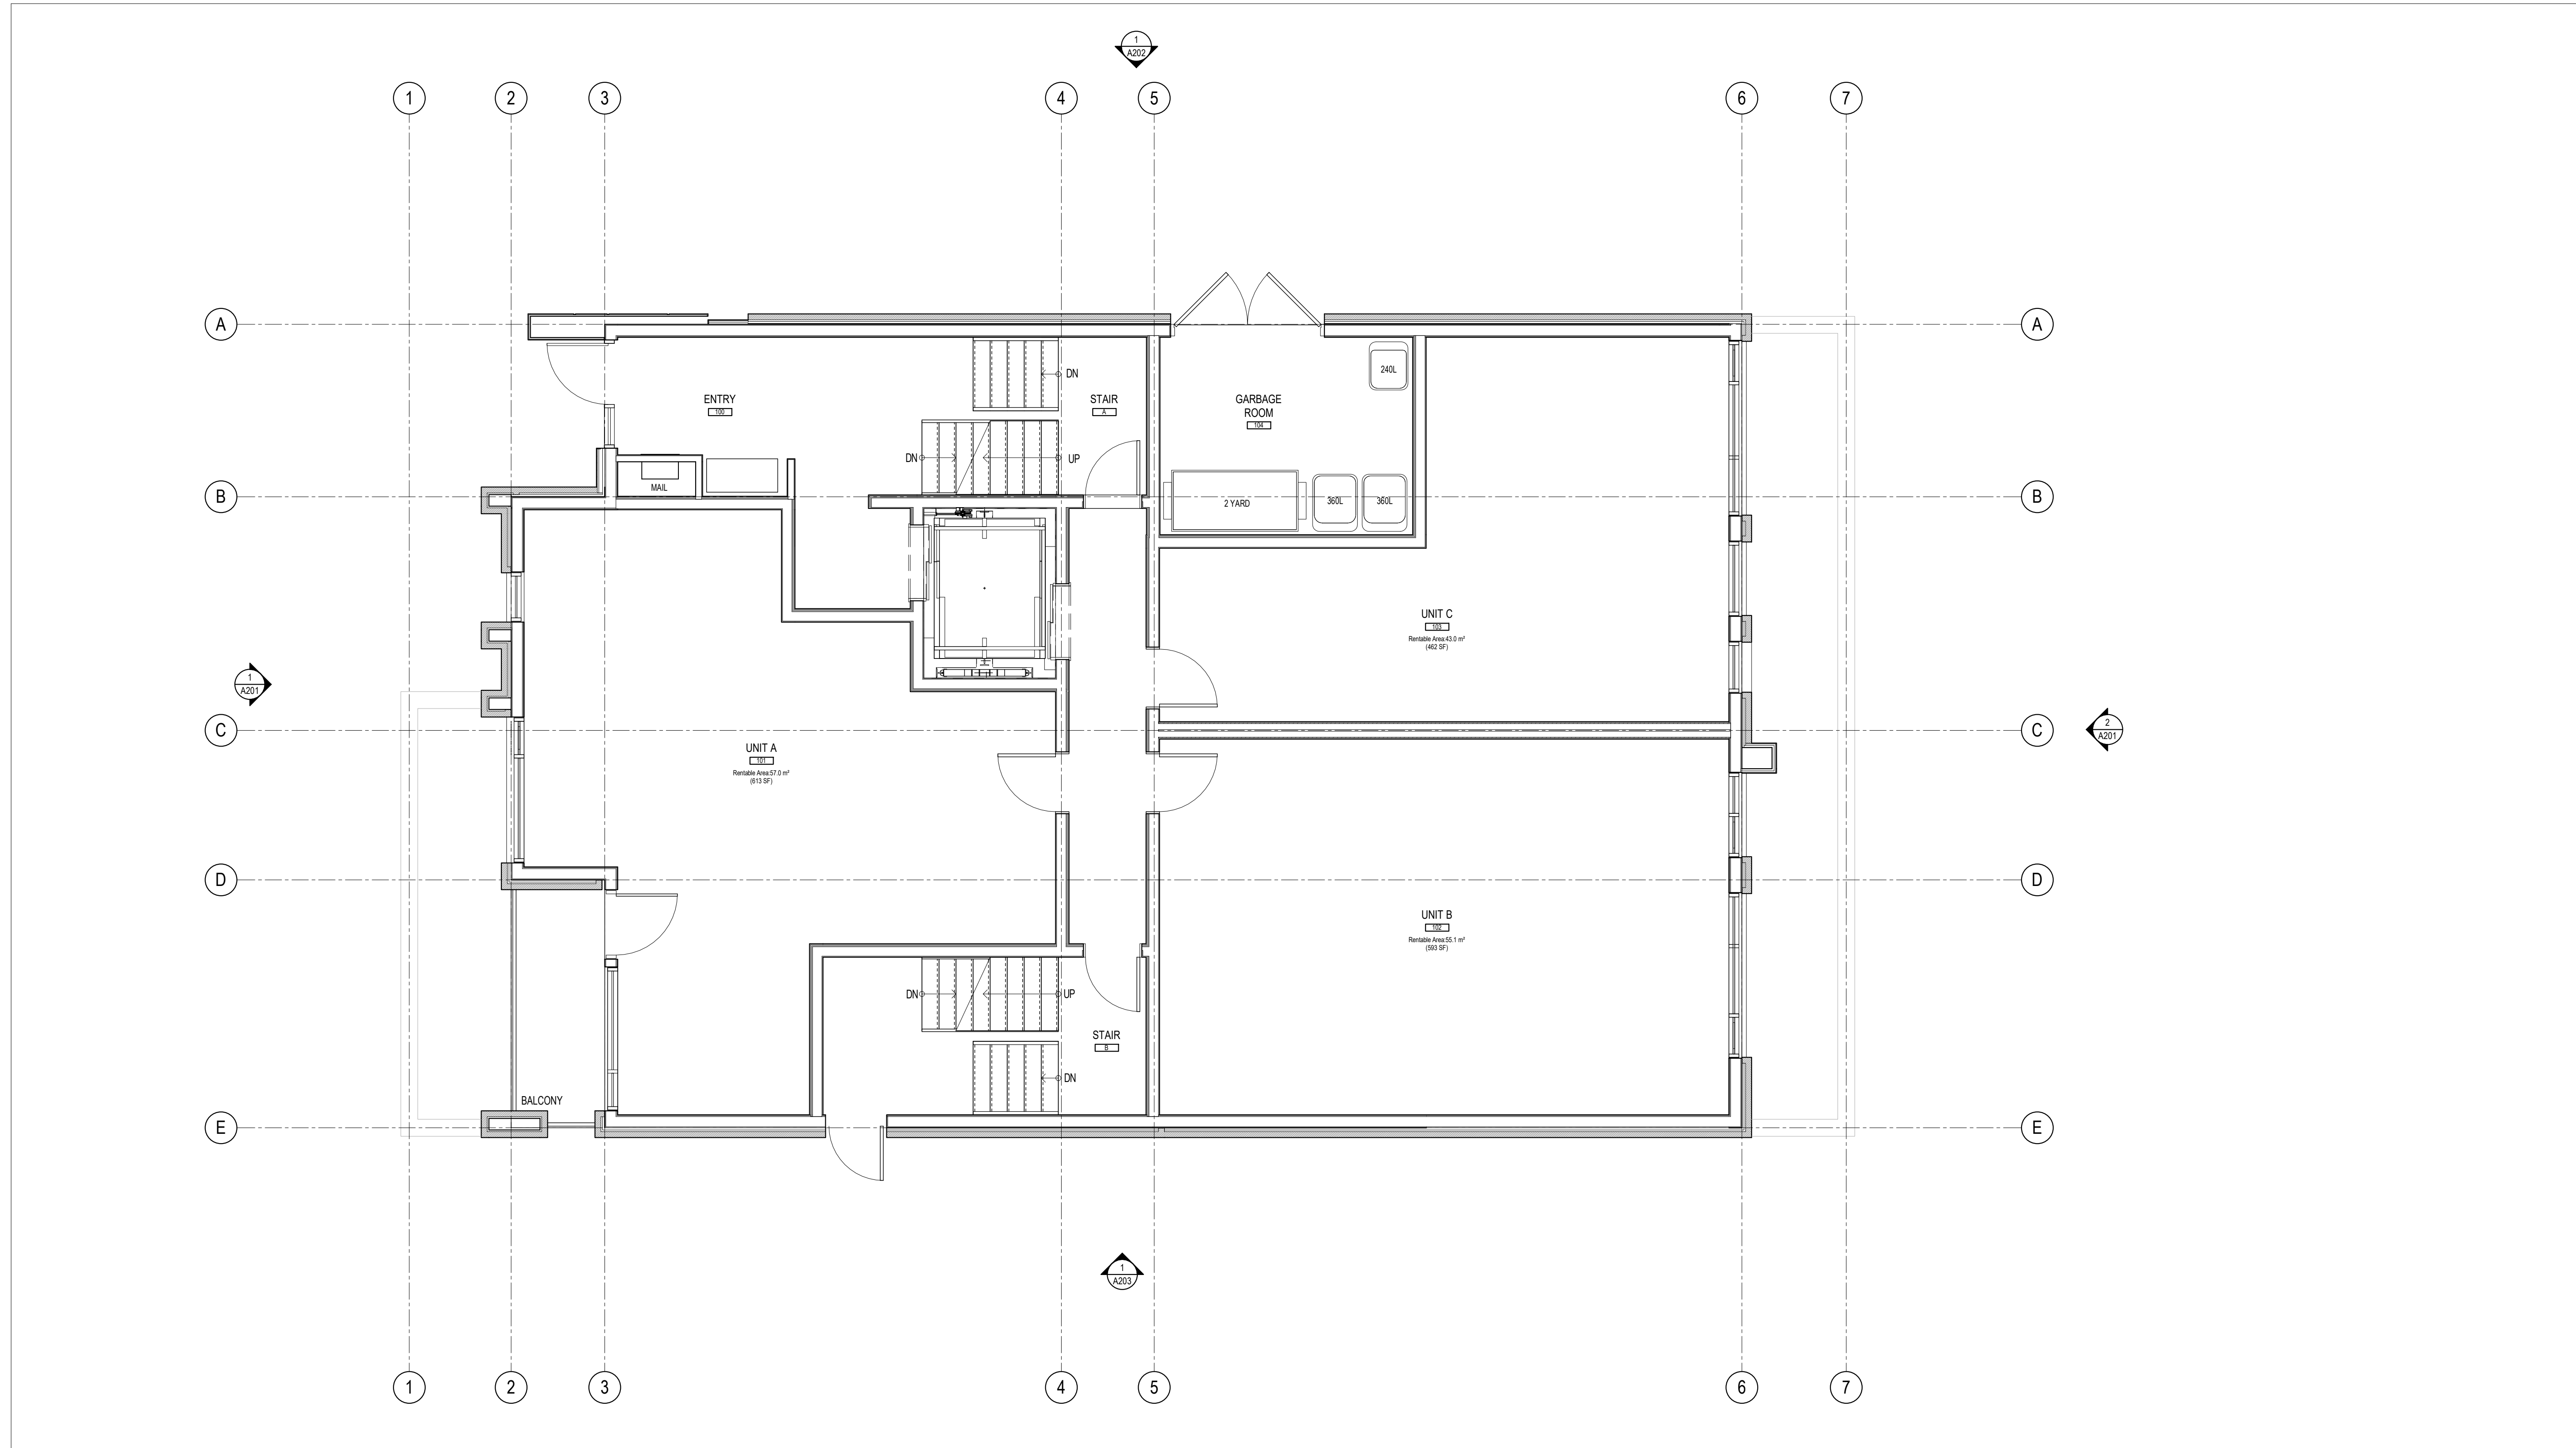 1
A202
1
2
3
4
5
6
7
A
A
DN
240L
ENTRY
100
STAIR
A
GARBAGE
ROOM
104
DN
UP
MAIL
B
B
2 YARD
360L
360L
UNIT C
103
Rentable Area:43.0 m²
(462 SF)
1
A201
C
C
2
A201
UNIT A
101
Rentable Area:57.0 m²
(613 SF)
D
D
UNIT B
102
Rentable Area:55.1 m²
(593 SF)
DN
UP
STAIR
B
DN
BALCONY
E
E
1
A203
1
2
3
4
5
6
7